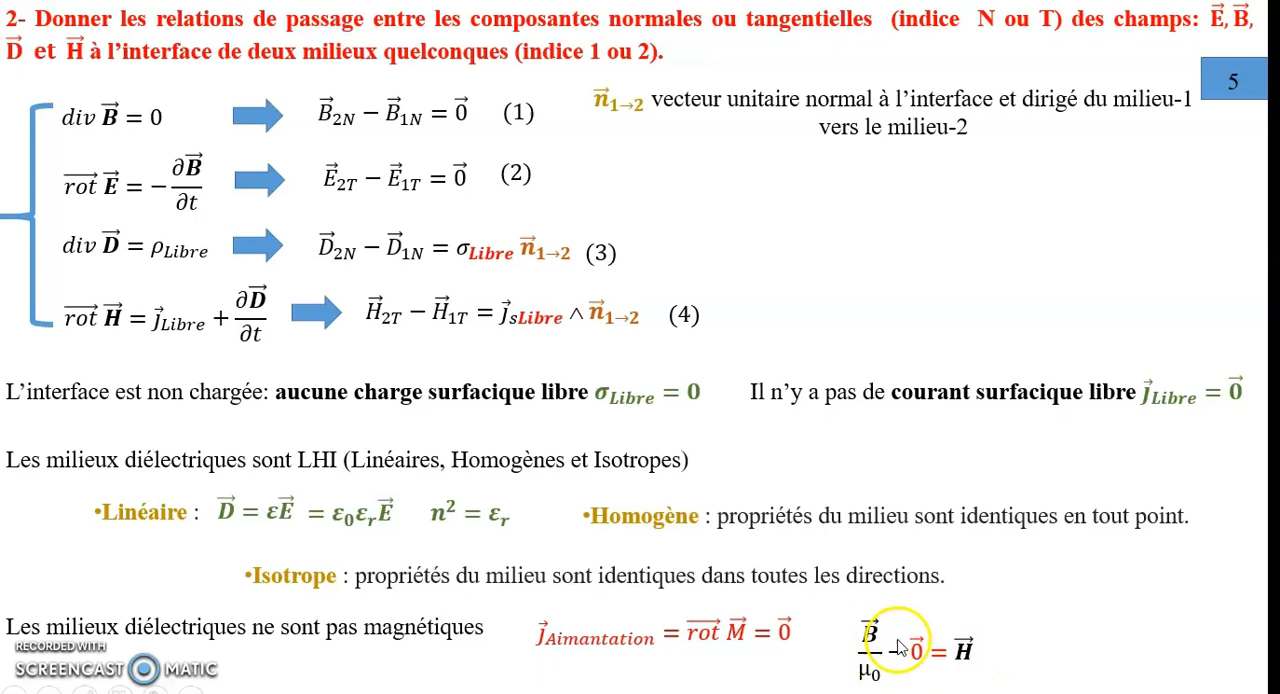 2- Donner les relations de passage entre les composantes normales ou tangentielles (indice N ou T) des champs: E⃗, B⃗,
D⃗ et H⃗ à l’interface de deux milieux quelconques (indice 1 ou 2).
5
div B⃗ = 0 B⃗₂N − B⃗₁N = 0⃗ (1)
n⃗₁→₂ vecteur unitaire normal à l’interface et dirigé du milieu-1
vers le milieu-2
rot⃗ E⃗ = −∂B⃗/∂t E⃗₂T − E⃗₁T = 0⃗ (2)
div D⃗ = ρLibre D⃗₂N − D⃗₁N = σLibre n⃗₁→₂ (3)
rot⃗ H⃗ = j⃗Libre + ∂D⃗/∂t H⃗₂T − H⃗₁T = j⃗sLibre ∧ n⃗₁→₂ (4)
L’interface est non chargée: aucune charge surfacique libre σLibre = 0 Il n’y a pas de courant surfacique libre j⃗Libre = 0⃗
Les milieux diélectriques sont LHI (Linéaires, Homogènes et Isotropes)
•Linéaire : D⃗ = εE⃗ = ε₀εᵣE⃗ n² = εᵣ •Homogène : propriétés du milieu sont identiques en tout point.
•Isotrope : propriétés du milieu sont identiques dans toutes les directions.
Les milieux diélectriques ne sont pas magnétiques j⃗Aimantation = rot⃗ M⃗ = 0⃗ B⃗/μ₀ − 0⃗ = H⃗
RECORDED WITH
SCREENCAST MATIC